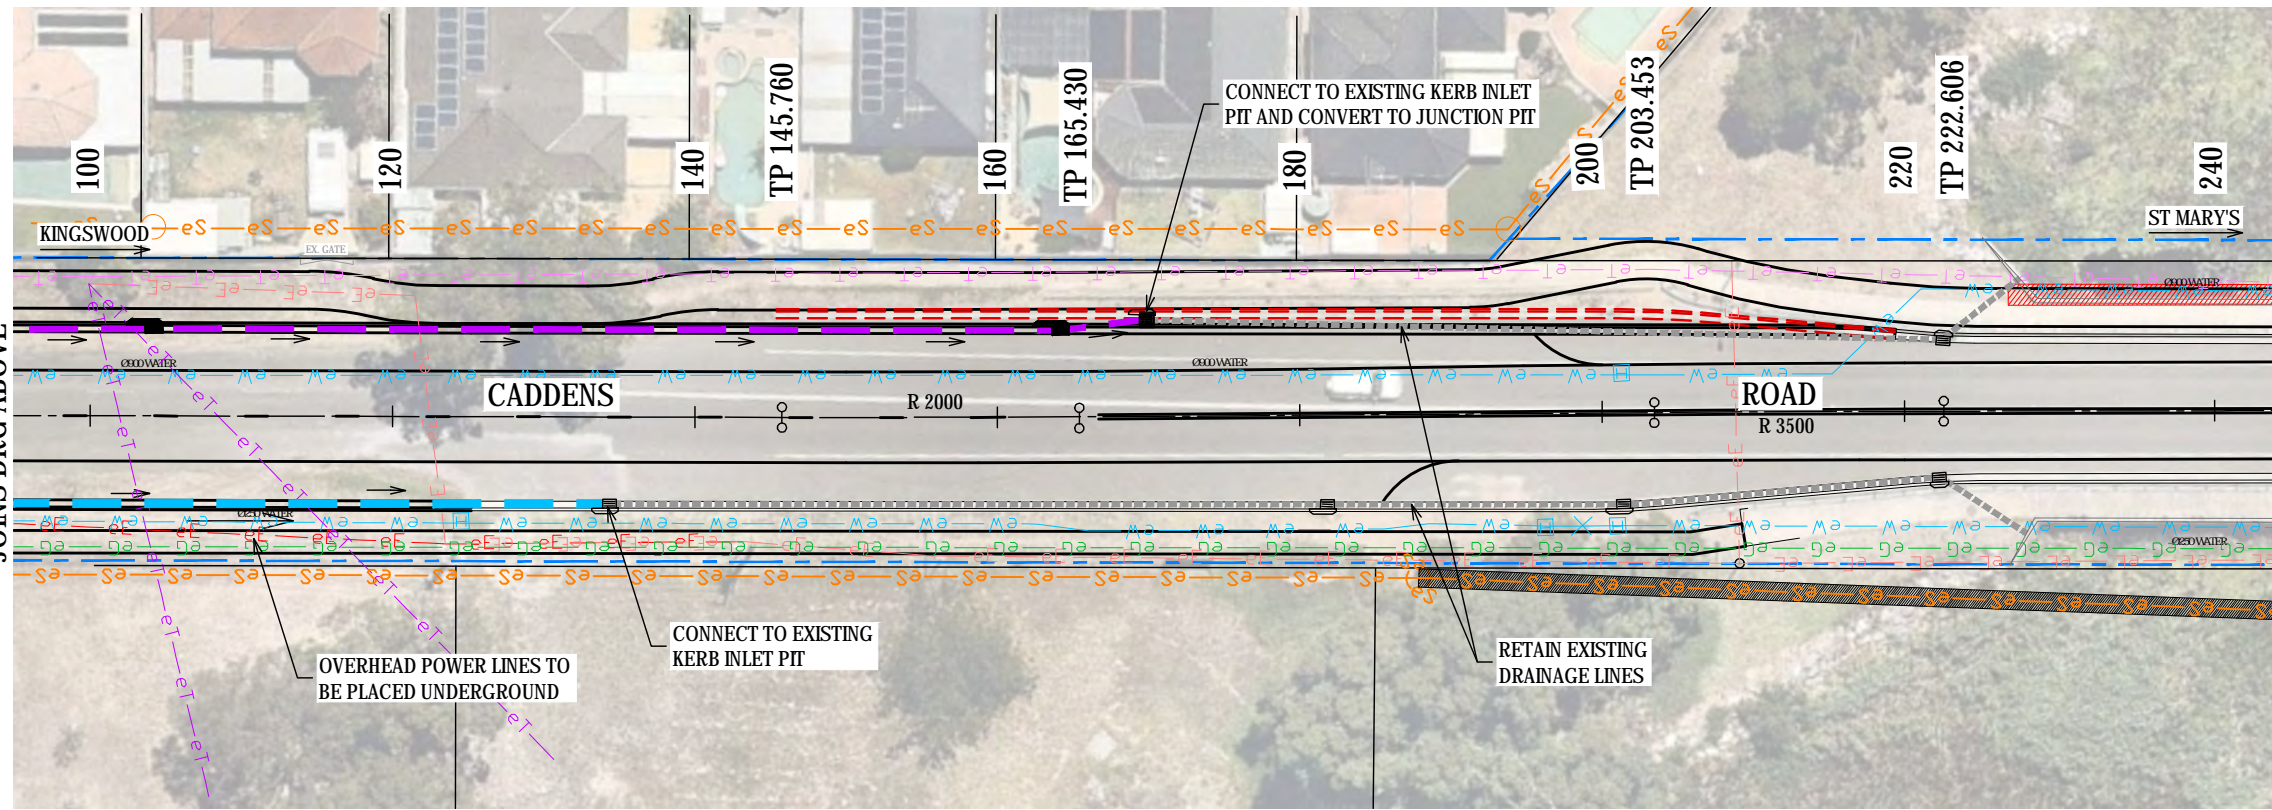 100
120
140
TP 145.760
160
TP 165.430
CONNECT TO EXISTING KERB INLET
PIT AND CONVERT TO JUNCTION PIT
180
200
TP 203.453
220
TP 222.606
240
KINGSWOOD
EX. GATE
ST MARY'S
Ø900 WATER
Ø900 WATER
Ø900 WATER
CADDENS
R 2000
ROAD
R 3500
JOINS DRG ABOVE
Ø250 WATER
Ø250 WATER
OVERHEAD POWER LINES TO
BE PLACED UNDERGROUND
CONNECT TO EXISTING
KERB INLET PIT
RETAIN EXISTING
DRAINAGE LINES